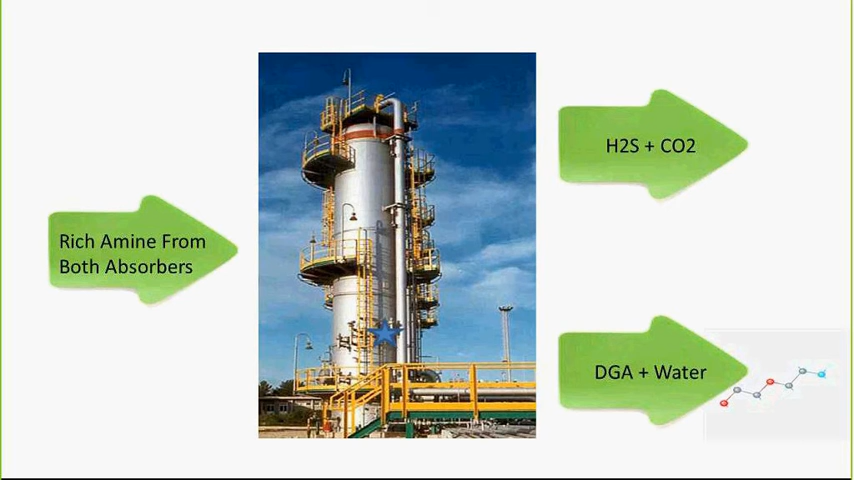 Rich Amine From
Both Absorbers
H2S + CO2
DGA + Water